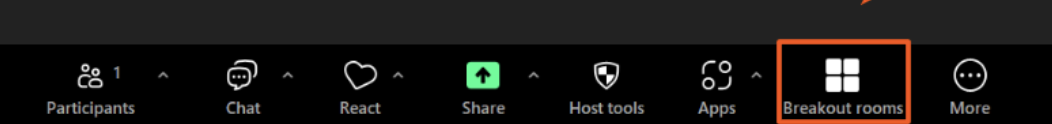 1
Participants
Chat
React
Share
Host tools
Apps
Breakout rooms
More